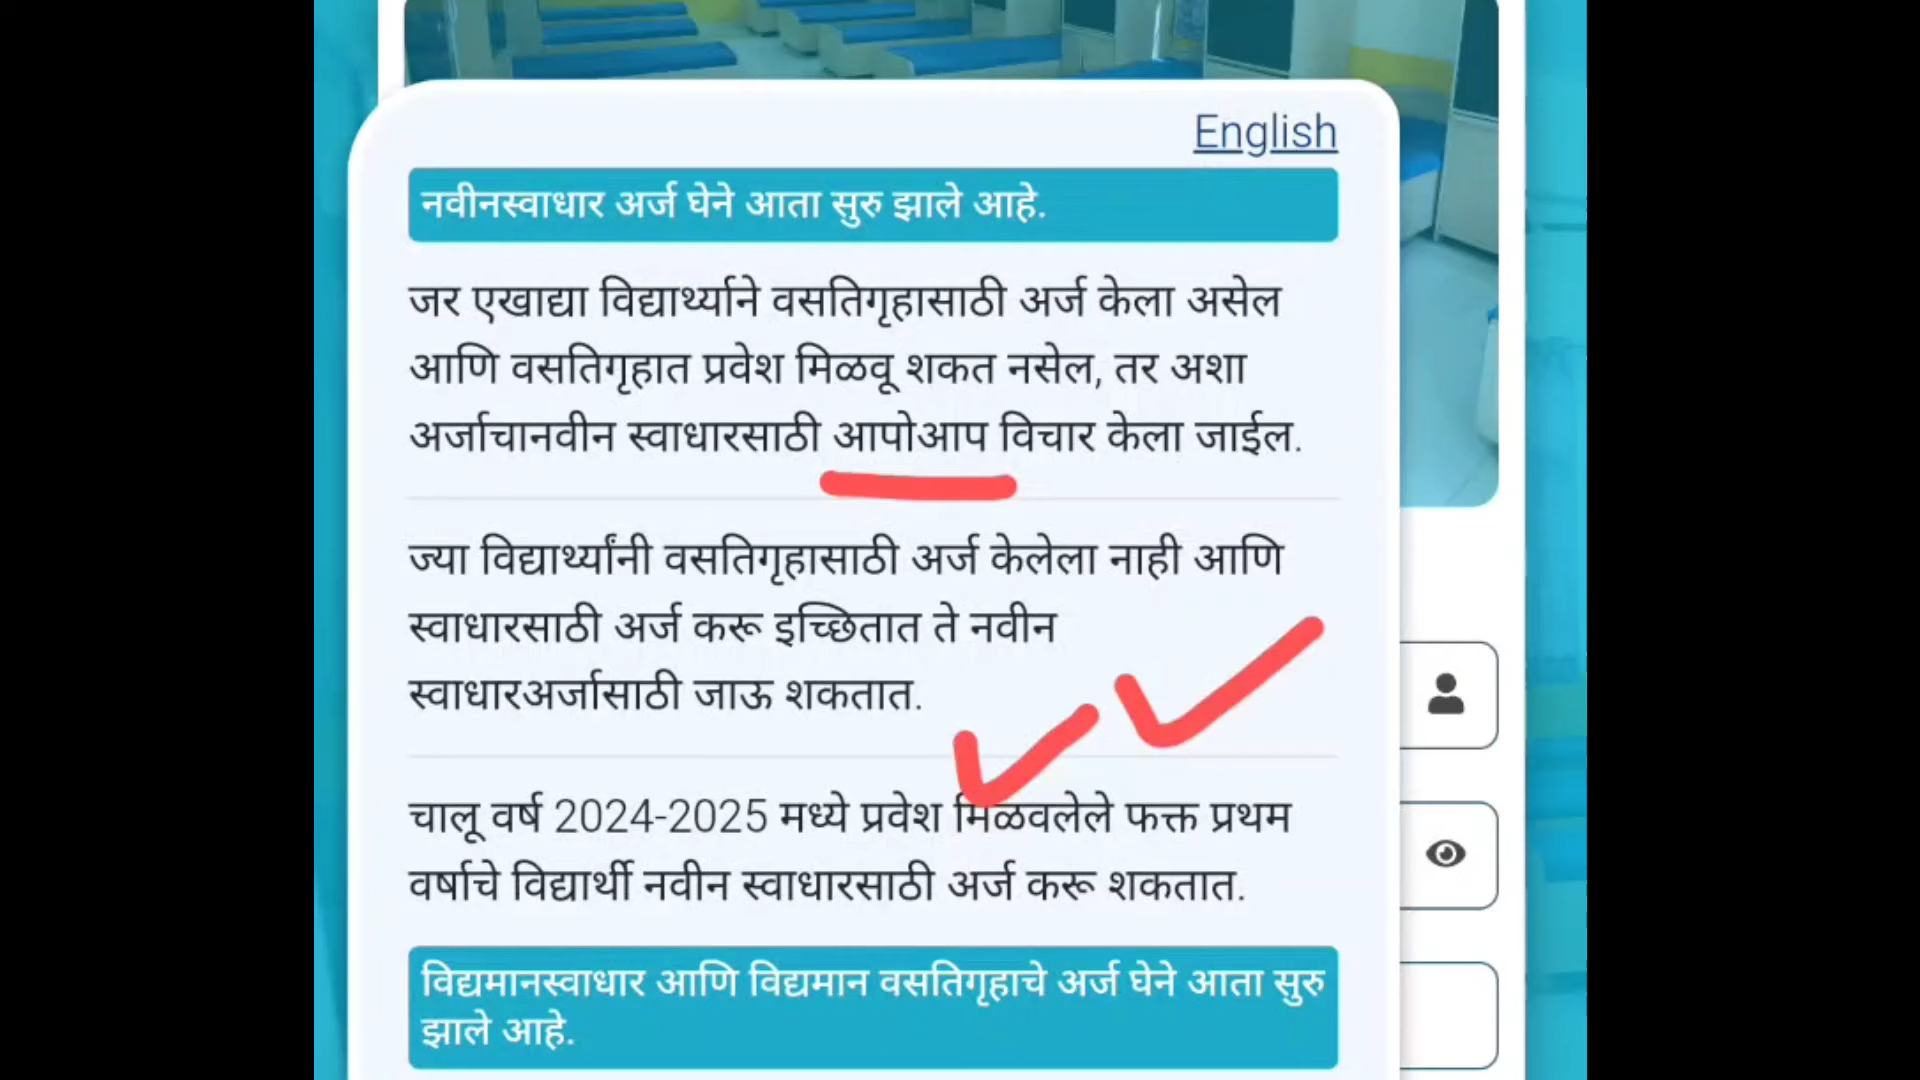 English
नवीनस्वाधार अर्ज घेने आता सुरु झाले आहे.
जर एखाद्या विद्यार्थ्याने वसतिगृहासाठी अर्ज केला असेल
आणि वसतिगृहात प्रवेश मिळवू शकत नसेल, तर अशा
अर्जाचानवीन स्वाधारसाठी आपोआप विचार केला जाईल.
ज्या विद्यार्थ्यांनी वसतिगृहासाठी अर्ज केलेला नाही आणि
स्वाधारसाठी अर्ज करू इच्छितात ते नवीन
स्वाधारअर्जासाठी जाऊ शकतात.
चालू वर्ष 2024-2025 मध्ये प्रवेश मिळवलेले फक्त प्रथम
वर्षाचे विद्यार्थी नवीन स्वाधारसाठी अर्ज करू शकतात.
विद्यमानस्वाधार आणि विद्यमान वसतिगृहाचे अर्ज घेने आता सुरु
झाले आहे.